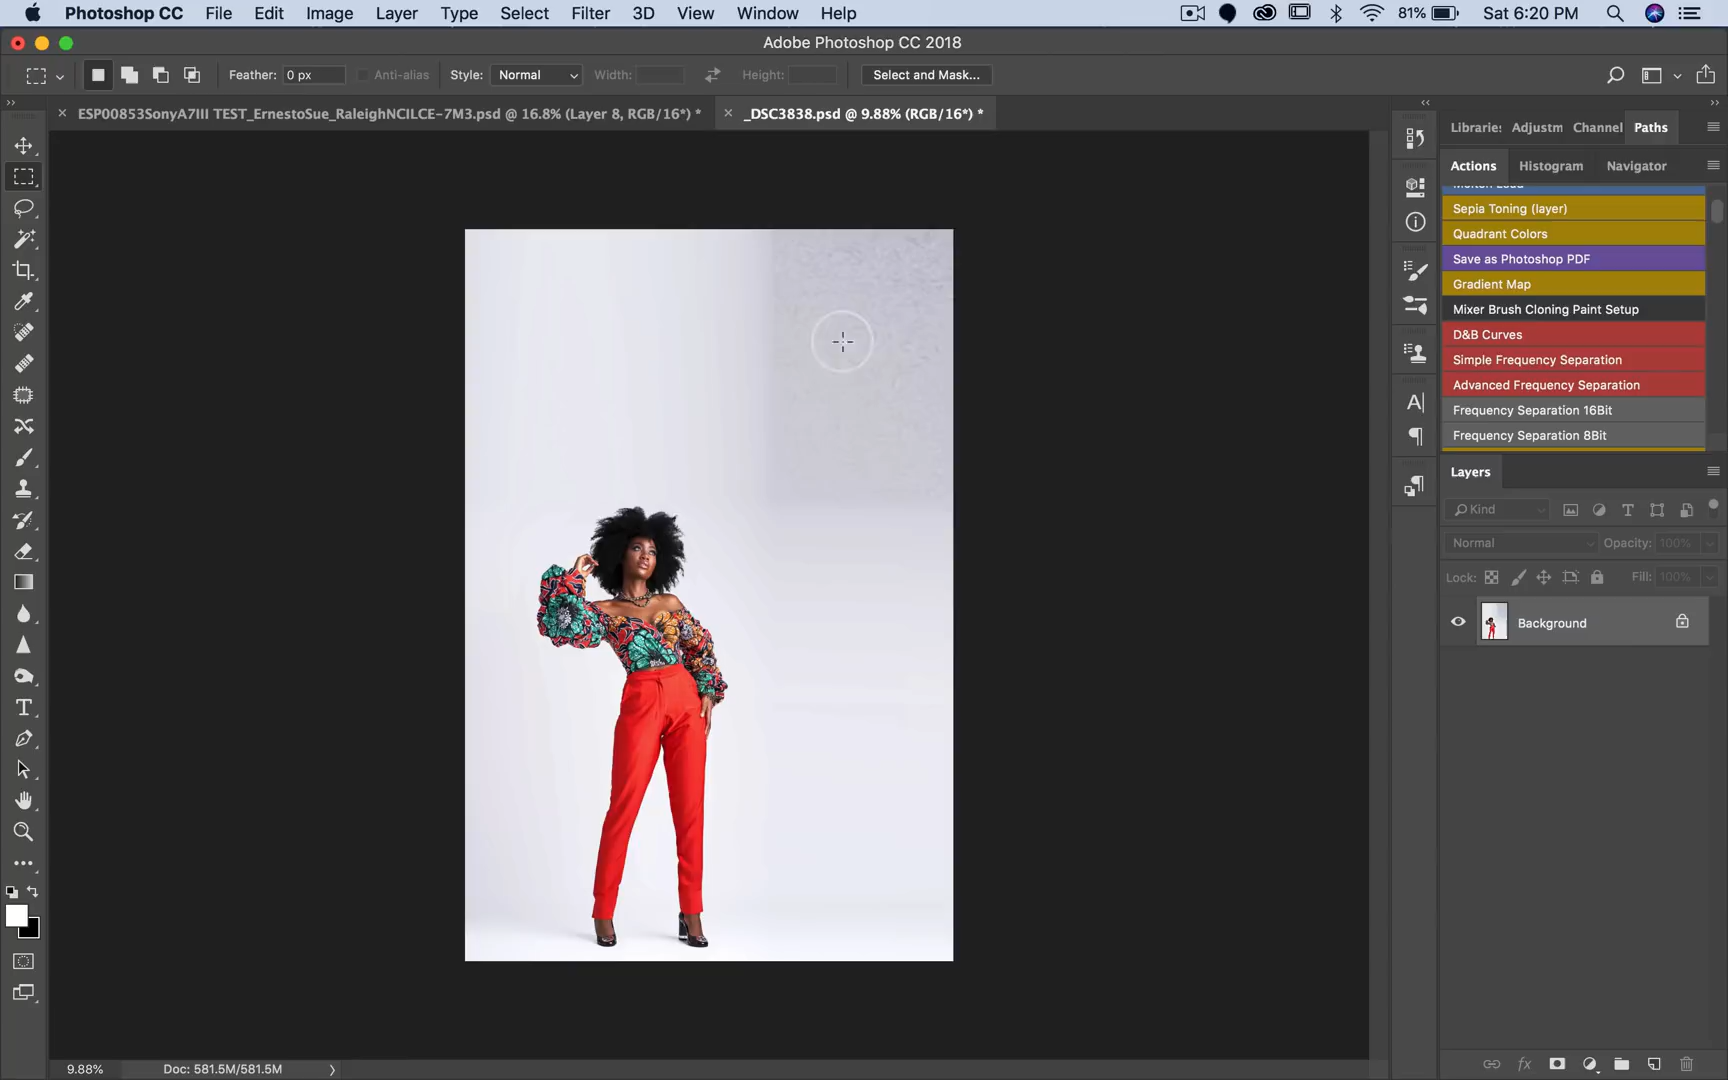 Photoshop CC File Edit Image Layer Type Select Filter 3D View Window Help 81% Sat 6:20 PM
Adobe Photoshop CC 2018
Feather: 0 px Anti-alias Style: Normal Width: Height: Select and Mask...
ESP00853SonyA7III TEST_ErnestoSue_RaleighNCILCE-7M3.psd @ 16.8% (Layer 8, RGB/16*) *
_DSC3838.psd @ 9.88% (RGB/16*) *
Librarie: Adjustm Channel Paths
Actions Histogram Navigator
Sepia Toning (layer)
Quadrant Colors
Save as Photoshop PDF
Gradient Map
Mixer Brush Cloning Paint Setup
D&B Curves
Simple Frequency Separation
Advanced Frequency Separation
Frequency Separation 16Bit
Frequency Separation 8Bit
Layers
Kind
Normal Opacity: 100%
Lock: Fill: 100%
Background
fx
9.88% Doc: 581.5M/581.5M